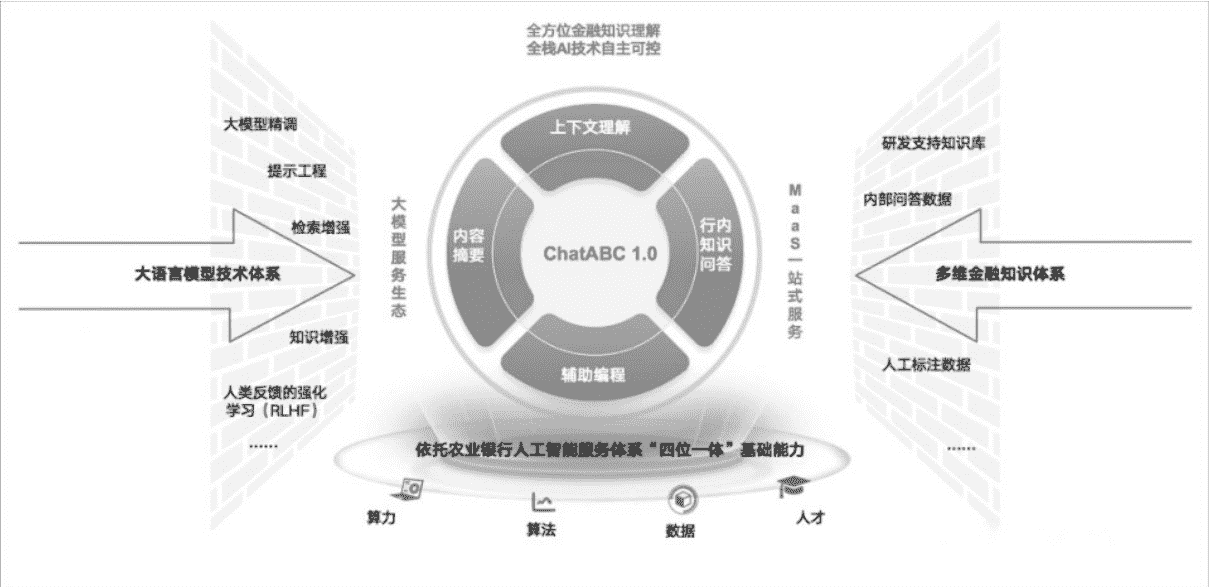 全方位金融知识理解
全栈AI技术自主可控
大模型精调
提示工程
检索增强
大语言模型技术体系
知识增强
人类反馈的强化
学习（RLHF）
……
大模型服务生态
上下文理解
内容
摘要
ChatABC 1.0
行内
知识
问答
辅助编程
MaaS一站式服务
研发支持知识库
内部问答数据
多维金融知识体系
人工标注数据
……
依托农业银行人工智能服务体系“四位一体”基础能力
算力
算法
数据
人才